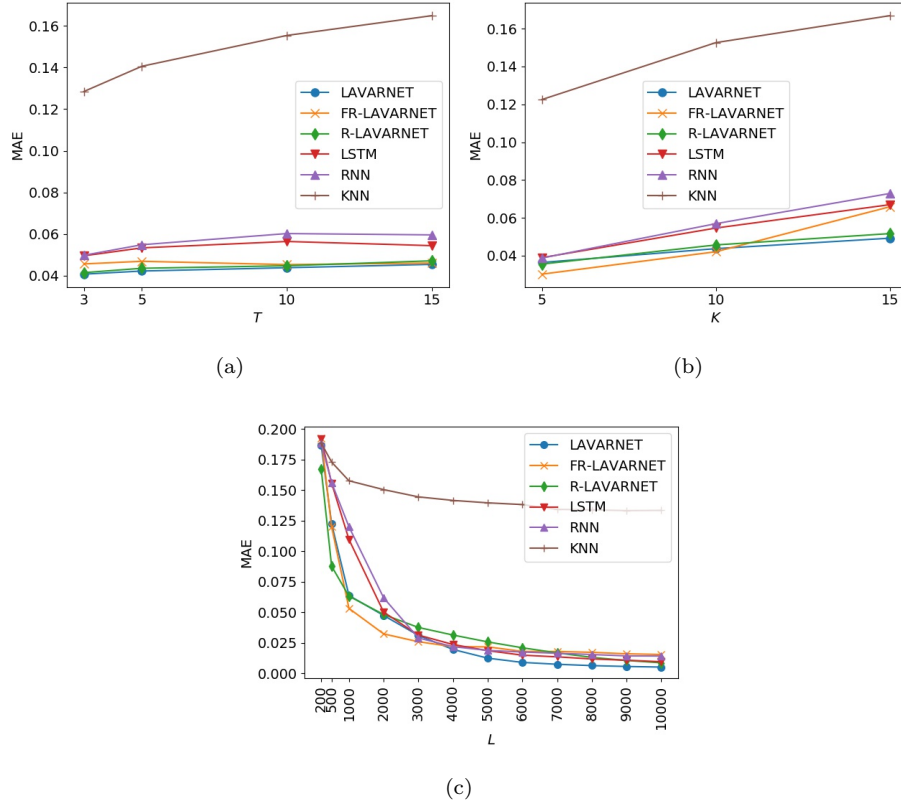 0.16
0.14
0.12
0.10
0.08
0.06
0.04
MAE
LAVARNET
FR-LAVARNET
R-LAVARNET
LSTM
RNN
KNN
3 5 10 15
T
(a)
0.16
0.14
0.12
0.10
0.08
0.06
0.04
MAE
LAVARNET
FR-LAVARNET
R-LAVARNET
LSTM
RNN
KNN
5 10 15
K
(b)
0.200
0.175
0.150
0.125
0.100
0.075
0.050
0.025
0.000
MAE
LAVARNET
FR-LAVARNET
R-LAVARNET
LSTM
RNN
KNN
200 500 1000 2000 3000 4000 5000 6000 7000 8000 9000 10000
L
(c)